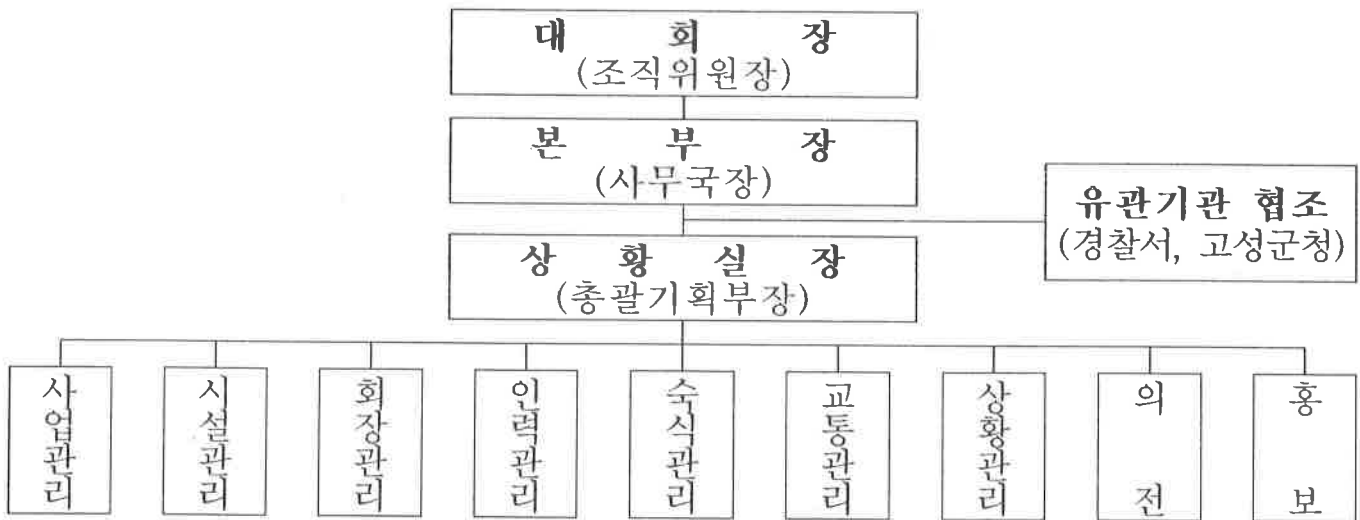 대 회 장
(조직위원장)
본 부 장
(사무국장)
유관기관 협조
(경찰서, 고성군청)
상 황 실 장
(총괄기획부장)
사업관리
시설관리
회장관리
인력관리
숙식관리
교통관리
상황관리
의전
홍보